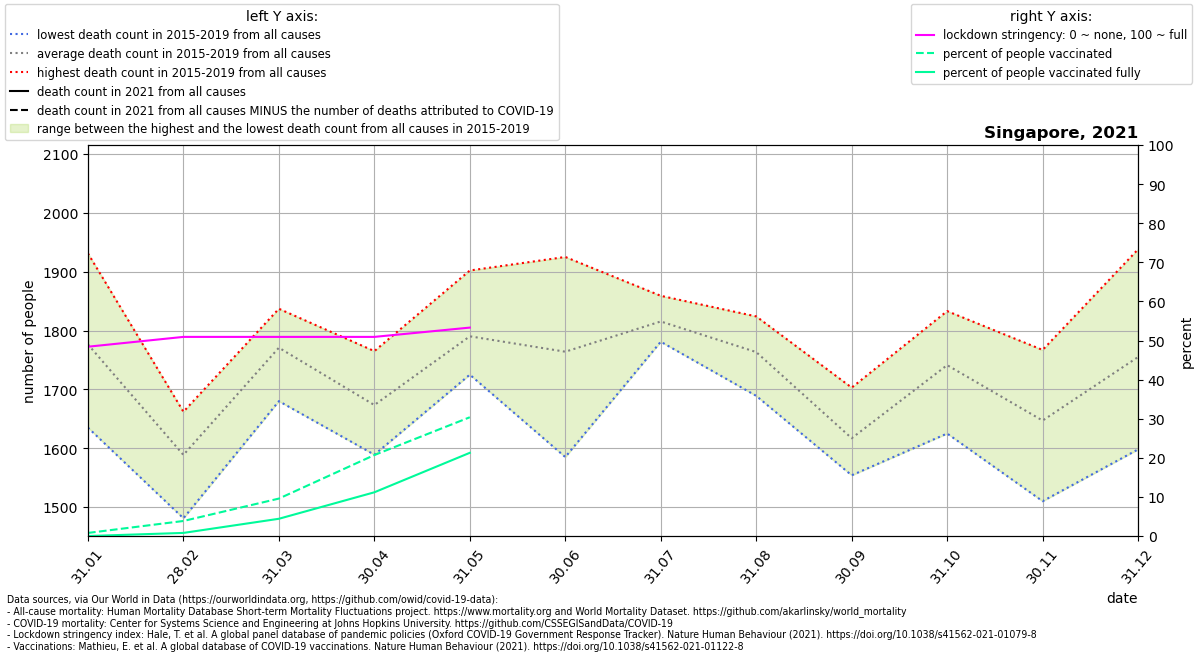 left Y axis:
lowest death count in 2015-2019 from all causes
average death count in 2015-2019 from all causes
highest death count in 2015-2019 from all causes
death count in 2021 from all causes
death count in 2021 from all causes MINUS the number of deaths attributed to COVID-19
range between the highest and the lowest death count from all causes in 2015-2019
right Y axis:
lockdown stringency: 0 ~ none, 100 ~ full
percent of people vaccinated
percent of people vaccinated fully
Singapore, 2021
2100
2000
1900
1800
1700
1600
1500
number of people
100
90
80
70
60
50
40
30
20
10
0
percent
31.01
28.02
31.03
30.04
31.05
30.06
31.07
31.08
30.09
31.10
30.11
31.12
date
Data sources, via Our World in Data (https://ourworldindata.org, https://github.com/owid/covid-19-data):
- All-cause mortality: Human Mortality Database Short-term Mortality Fluctuations project. https://www.mortality.org and World Mortality Dataset. https://github.com/akarlinsky/world_mortality
- COVID-19 mortality: Center for Systems Science and Engineering at Johns Hopkins University. https://github.com/CSSEGISandData/COVID-19
- Lockdown stringency index: Hale, T. et al. A global panel database of pandemic policies (Oxford COVID-19 Government Response Tracker). Nature Human Behaviour (2021). https://doi.org/10.1038/s41562-021-01079-8
- Vaccinations: Mathieu, E. et al. A global database of COVID-19 vaccinations. Nature Human Behaviour (2021). https://doi.org/10.1038/s41562-021-01122-8